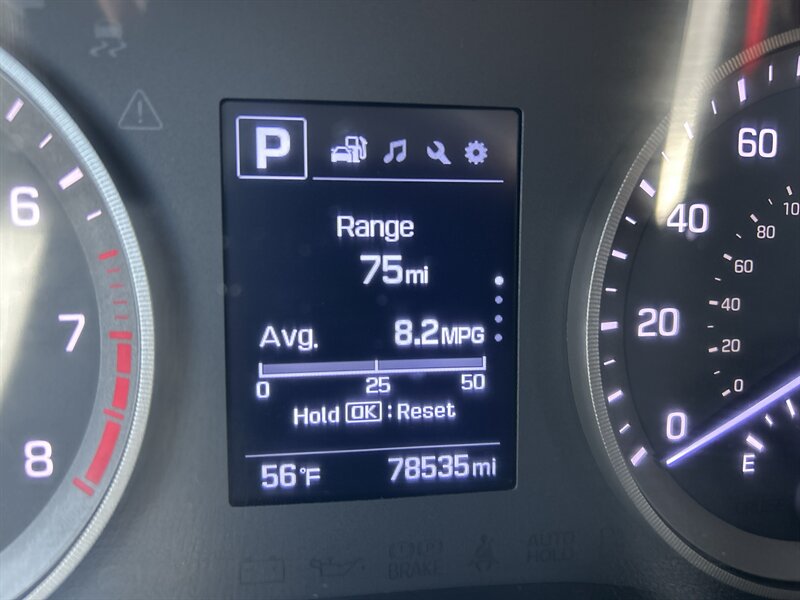 P
Range
75mi
Avg. 8.2MPG
0 25 50
Hold OK : Reset
56°F 78535mi
6
7
8
60
40
20
0
10
80
60
40
20
0
E
BRAKE
AUTO
HOLD